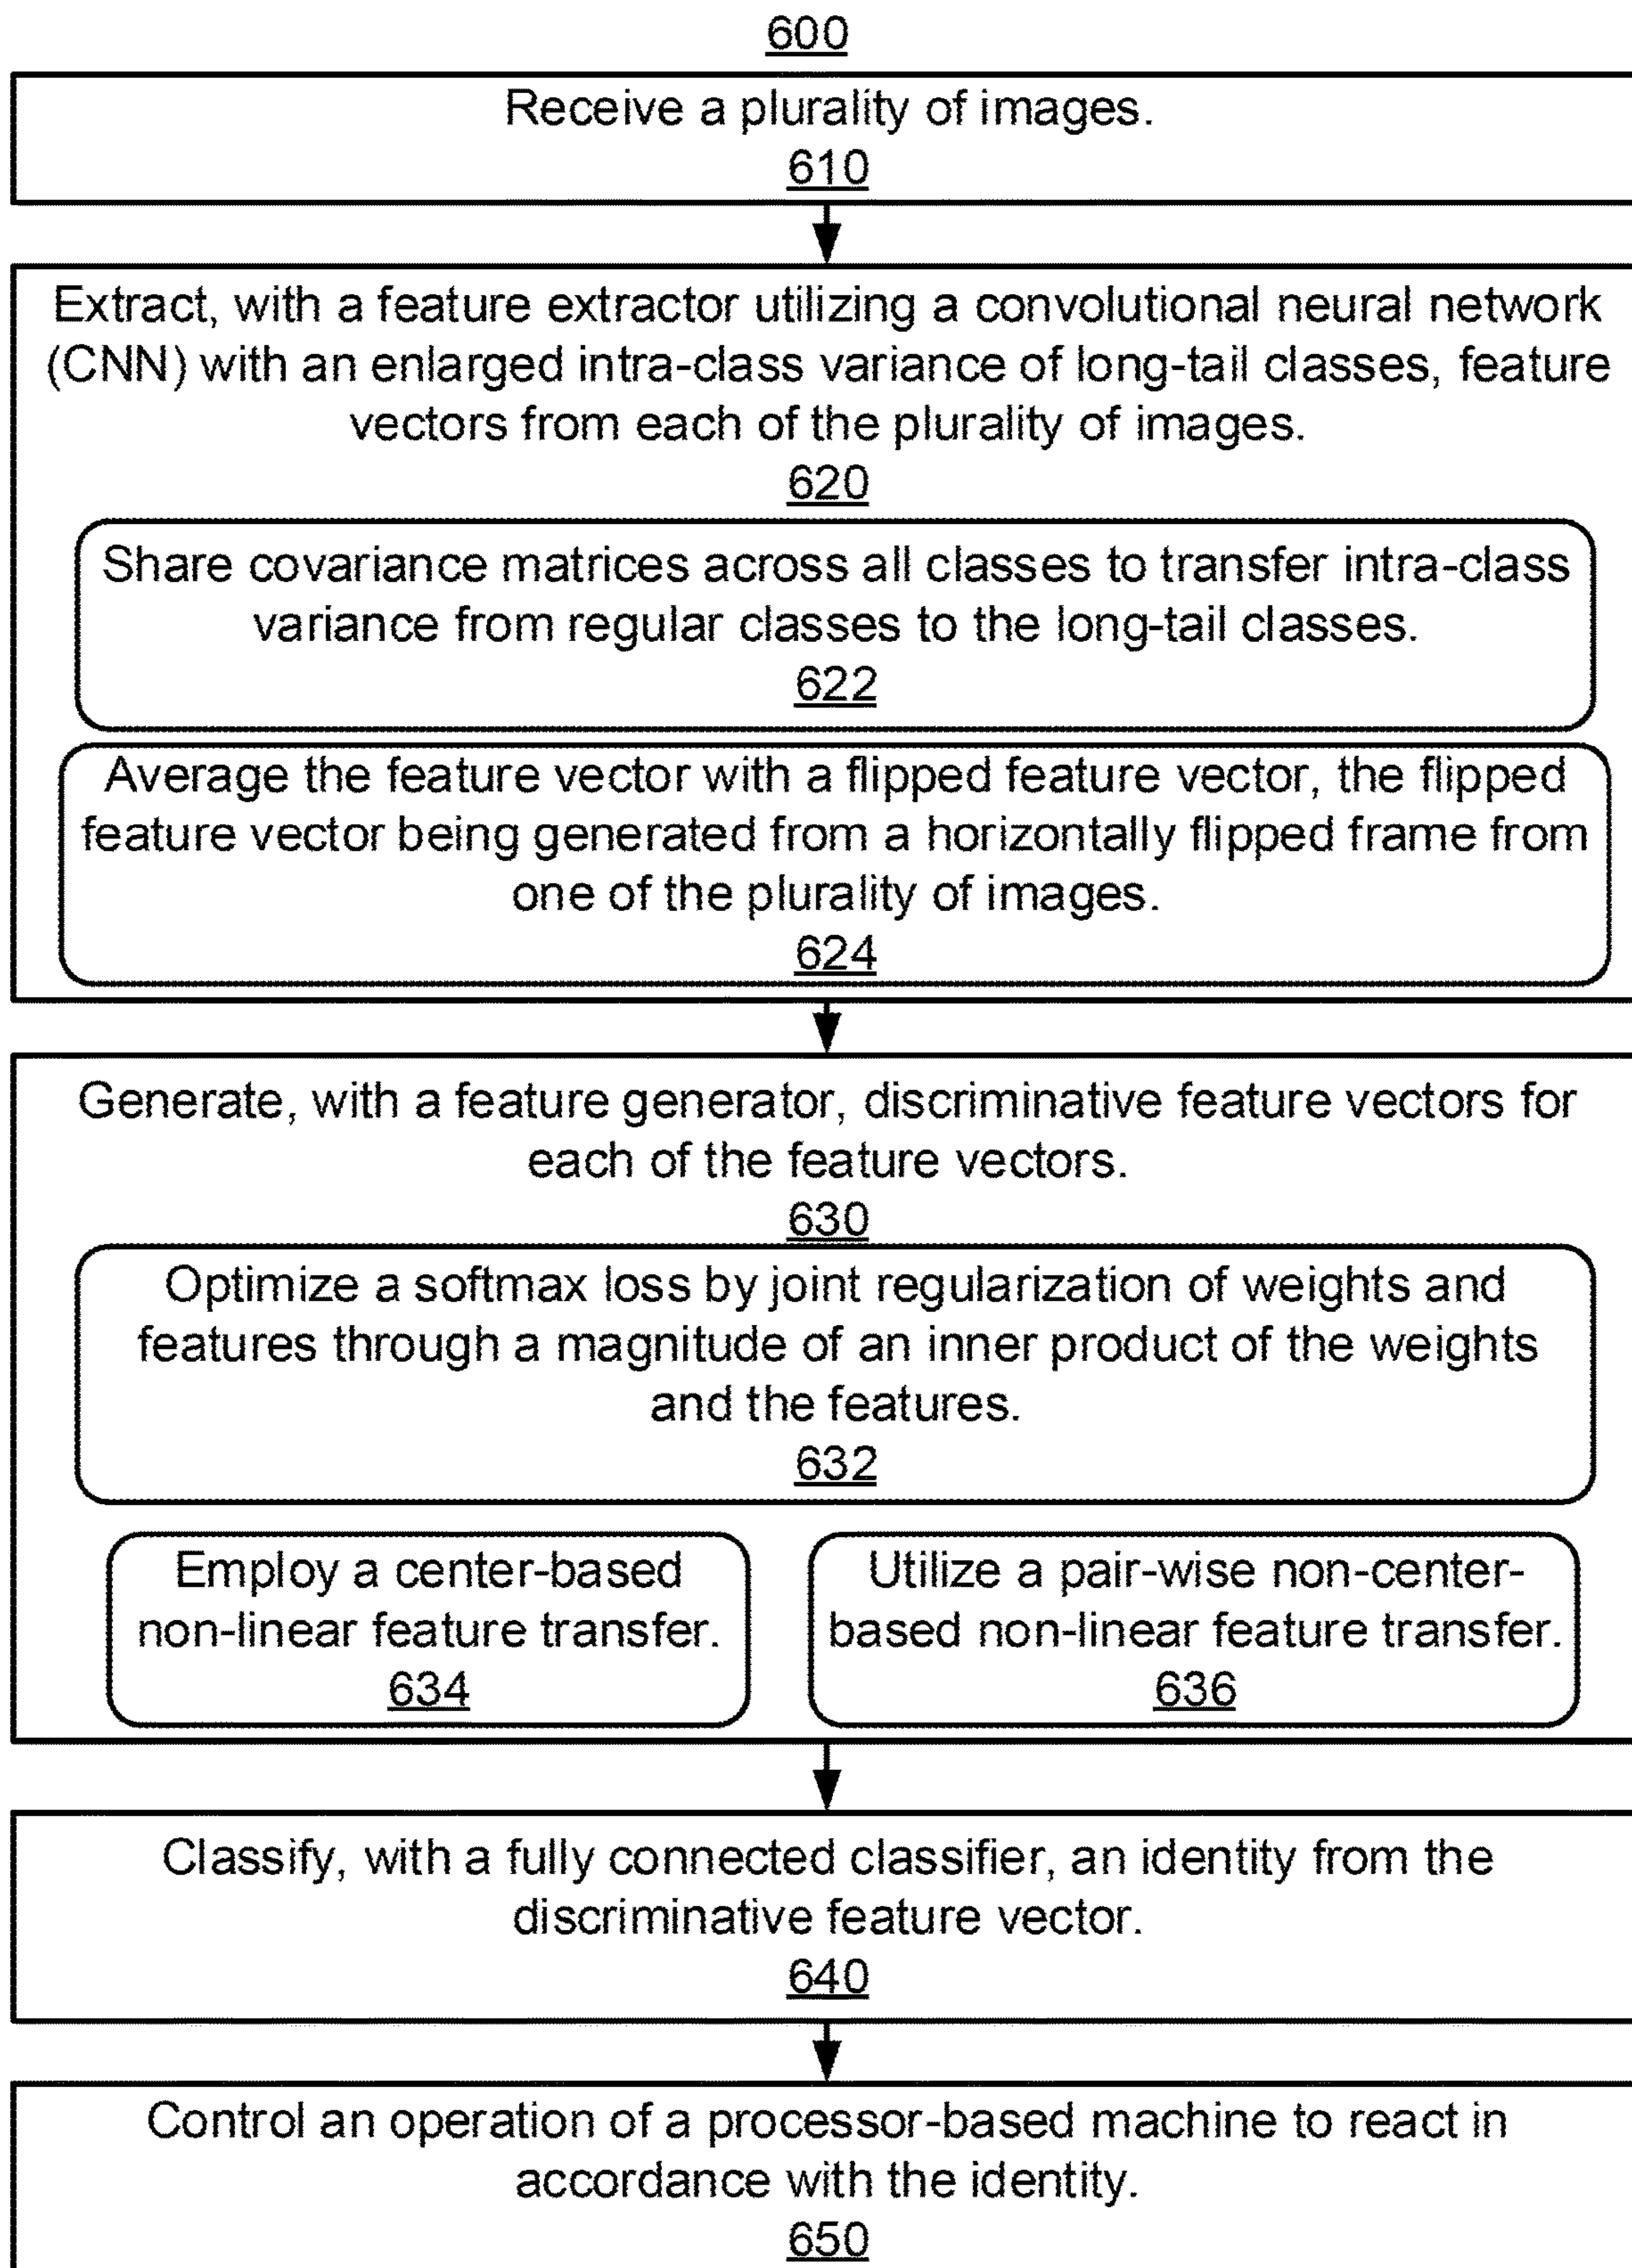 600
Receive a plurality of images.
610
Extract, with a feature extractor utilizing a convolutional neural network
(CNN) with an enlarged intra-class variance of long-tail classes, feature
vectors from each of the plurality of images.
620
Share covariance matrices across all classes to transfer intra-class
variance from regular classes to the long-tail classes.
622
Average the feature vector with a flipped feature vector, the flipped
feature vector being generated from a horizontally flipped frame from
one of the plurality of images.
624
Generate, with a feature generator, discriminative feature vectors for
each of the feature vectors.
630
Optimize a softmax loss by joint regularization of weights and
features through a magnitude of an inner product of the weights
and the features.
632
Employ a center-based
non-linear feature transfer.
634
Utilize a pair-wise non-center-
based non-linear feature transfer.
636
Classify, with a fully connected classifier, an identity from the
discriminative feature vector.
640
Control an operation of a processor-based machine to react in
accordance with the identity.
650